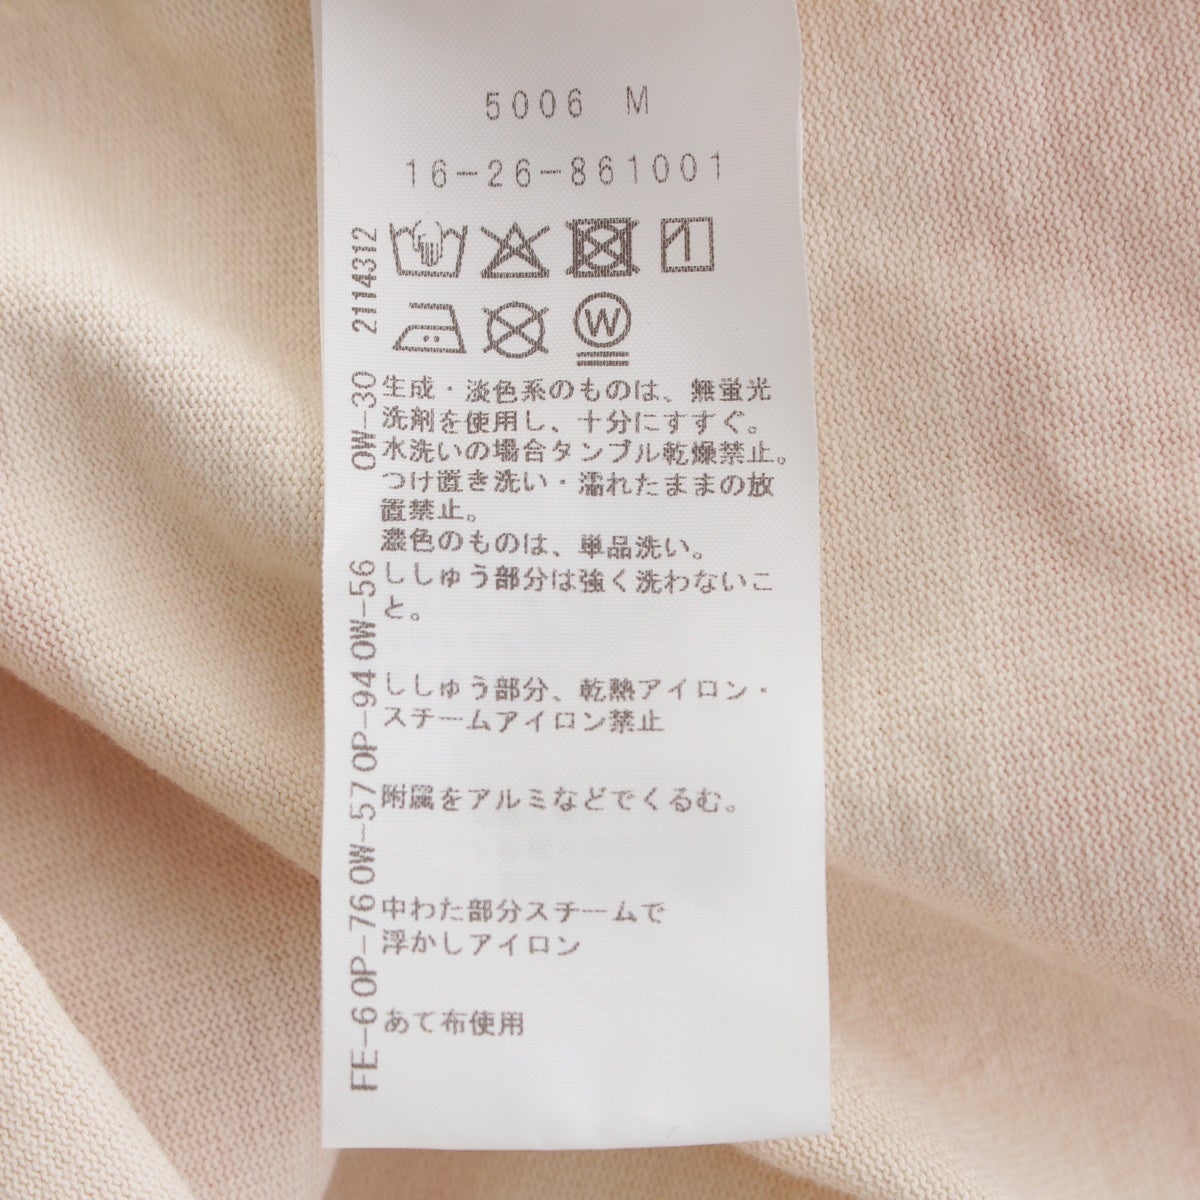 5006 M
16-26-861001
W
生成・淡色系のものは、無蛍光
洗剤を使用し、十分にすすぐ。
水洗いの場合タンブル乾燥禁止。
つけ置き洗い・濡れたままの放
置禁止。
濃色のものは、単品洗い。
ししゅう部分は強く洗わないこ
と。
ししゅう部分、乾熱アイロン・
スチームアイロン禁止
附属をアルミなどでくるむ。
中わた部分スチームで
浮かしアイロン
あて布使用
FE-6 OP-76 OW-57 OP-94 OW-56 OW-30 2114312